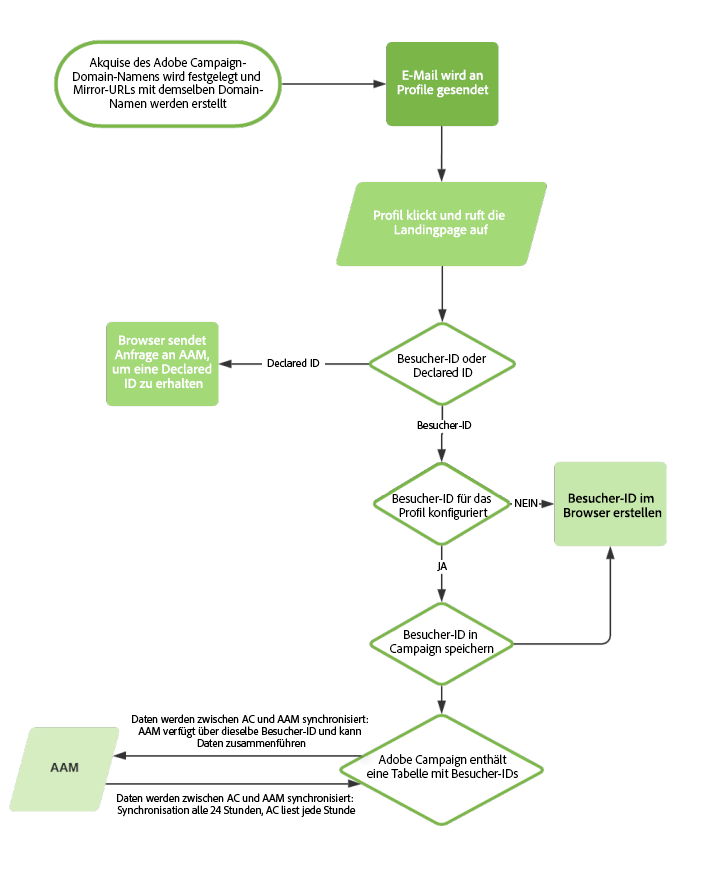 Akquise des Adobe Campaign-
Domain-Namens wird festgelegt und
Mirror-URLs mit demselben Domain-
Namen werden erstellt
E-Mail wird an
Profile gesendet
Profil klickt und ruft die
Landingpage auf
Besucher-ID oder
Declared ID
Declared ID
Browser sendet
Anfrage an AAM,
um eine Declared
ID zu erhalten
Besucher-ID
Besucher-ID für das
Profil konfiguriert
NEIN
Besucher-ID im
Browser erstellen
JA
Besucher-ID in
Campaign speichern
Daten werden zwischen AC und AAM synchronisiert:
AAM verfügt über dieselbe Besucher-ID und kann
Daten zusammenführen
AAM
Adobe Campaign enthält
eine Tabelle mit Besucher-IDs
Daten werden zwischen AC und AAM synchronisiert:
Synchronisation alle 24 Stunden, AC liest jede Stunde